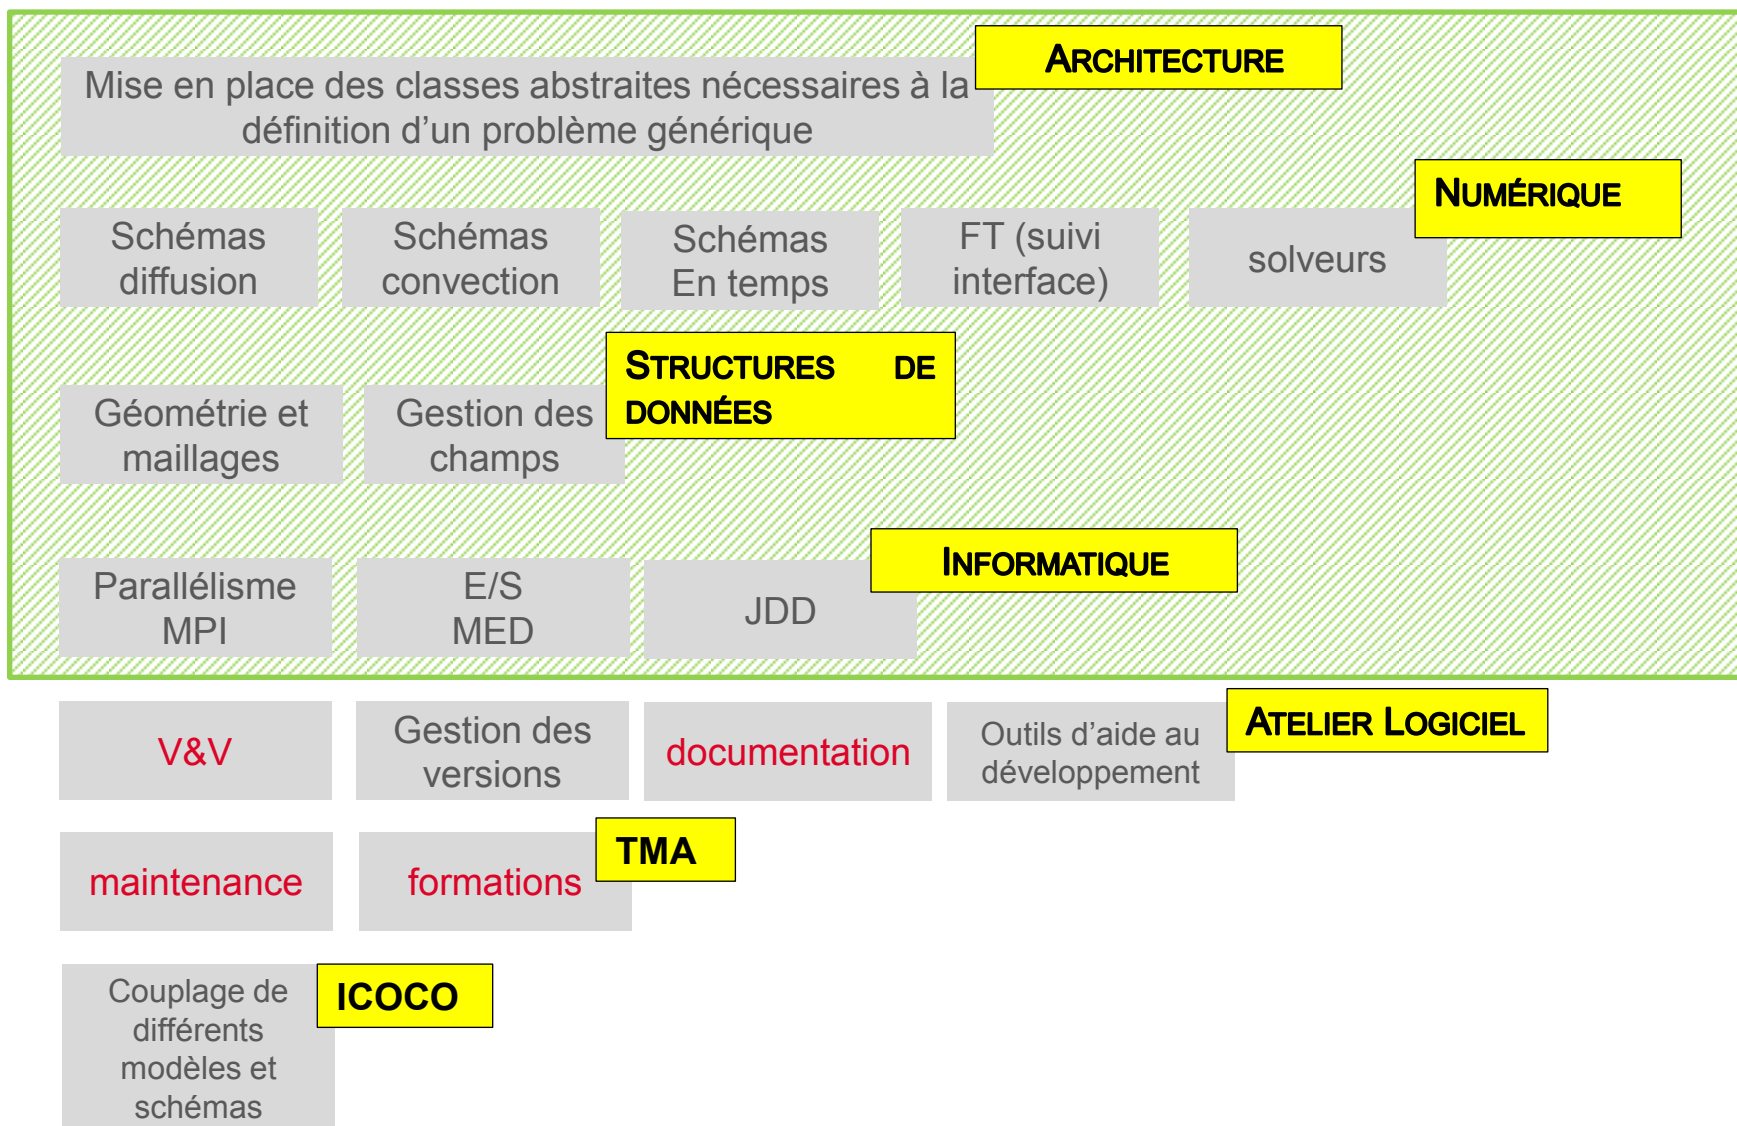 ARCHITECTURE
Mise en place des classes abstraites nécessaires à la
définition d’un problème générique
NUMÉRIQUE
Schémas
diffusion
Schémas
convection
Schémas
En temps
FT (suivi
interface)
solveurs
STRUCTURES DE
DONNÉES
Géométrie et
maillages
Gestion des
champs
INFORMATIQUE
Parallélisme
MPI
E/S
MED
JDD
ATELIER LOGICIEL
V&V
Gestion des
versions
documentation
Outils d’aide au
développement
TMA
maintenance
formations
ICOCO
Couplage de
différents
modèles et
schémas